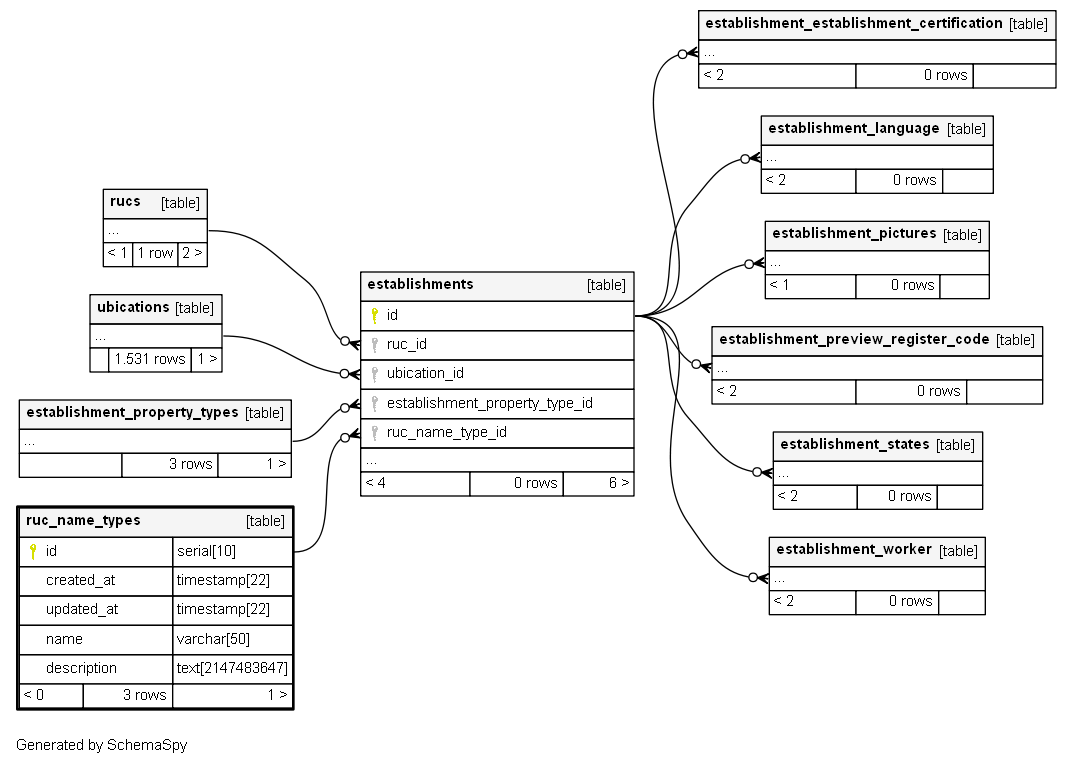 establishment_establishment_certification [table]
...
< 2 0 rows
establishment_language [table]
...
< 2 0 rows
rucs [table]
...
< 1 1 row 2 >
establishment_pictures [table]
...
< 1 0 rows
establishments [table]
id
ruc_id
ubication_id
establishment_property_type_id
ruc_name_type_id
...
< 4 0 rows 6 >
ubications [table]
...
1.531 rows 1 >
establishment_preview_register_code [table]
...
< 2 0 rows
establishment_property_types [table]
...
3 rows 1 >
establishment_states [table]
...
< 2 0 rows
ruc_name_types [table]
id serial[10]
created_at timestamp[22]
updated_at timestamp[22]
name varchar[50]
description text[2147483647]
< 0 3 rows 1 >
establishment_worker [table]
...
< 2 0 rows
Generated by SchemaSpy